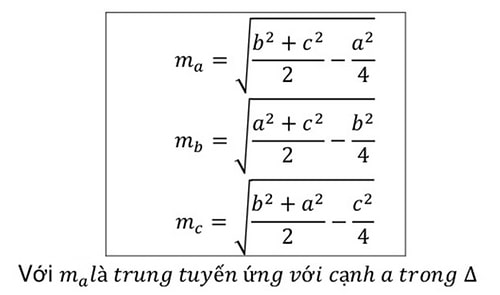 m_a = √((b² + c²)/2 − a²/4)
m_b = √((a² + c²)/2 − b²/4)
m_c = √((b² + a²)/2 − c²/4)
Với m_a là trung tuyến ứng với cạnh a trong Δ